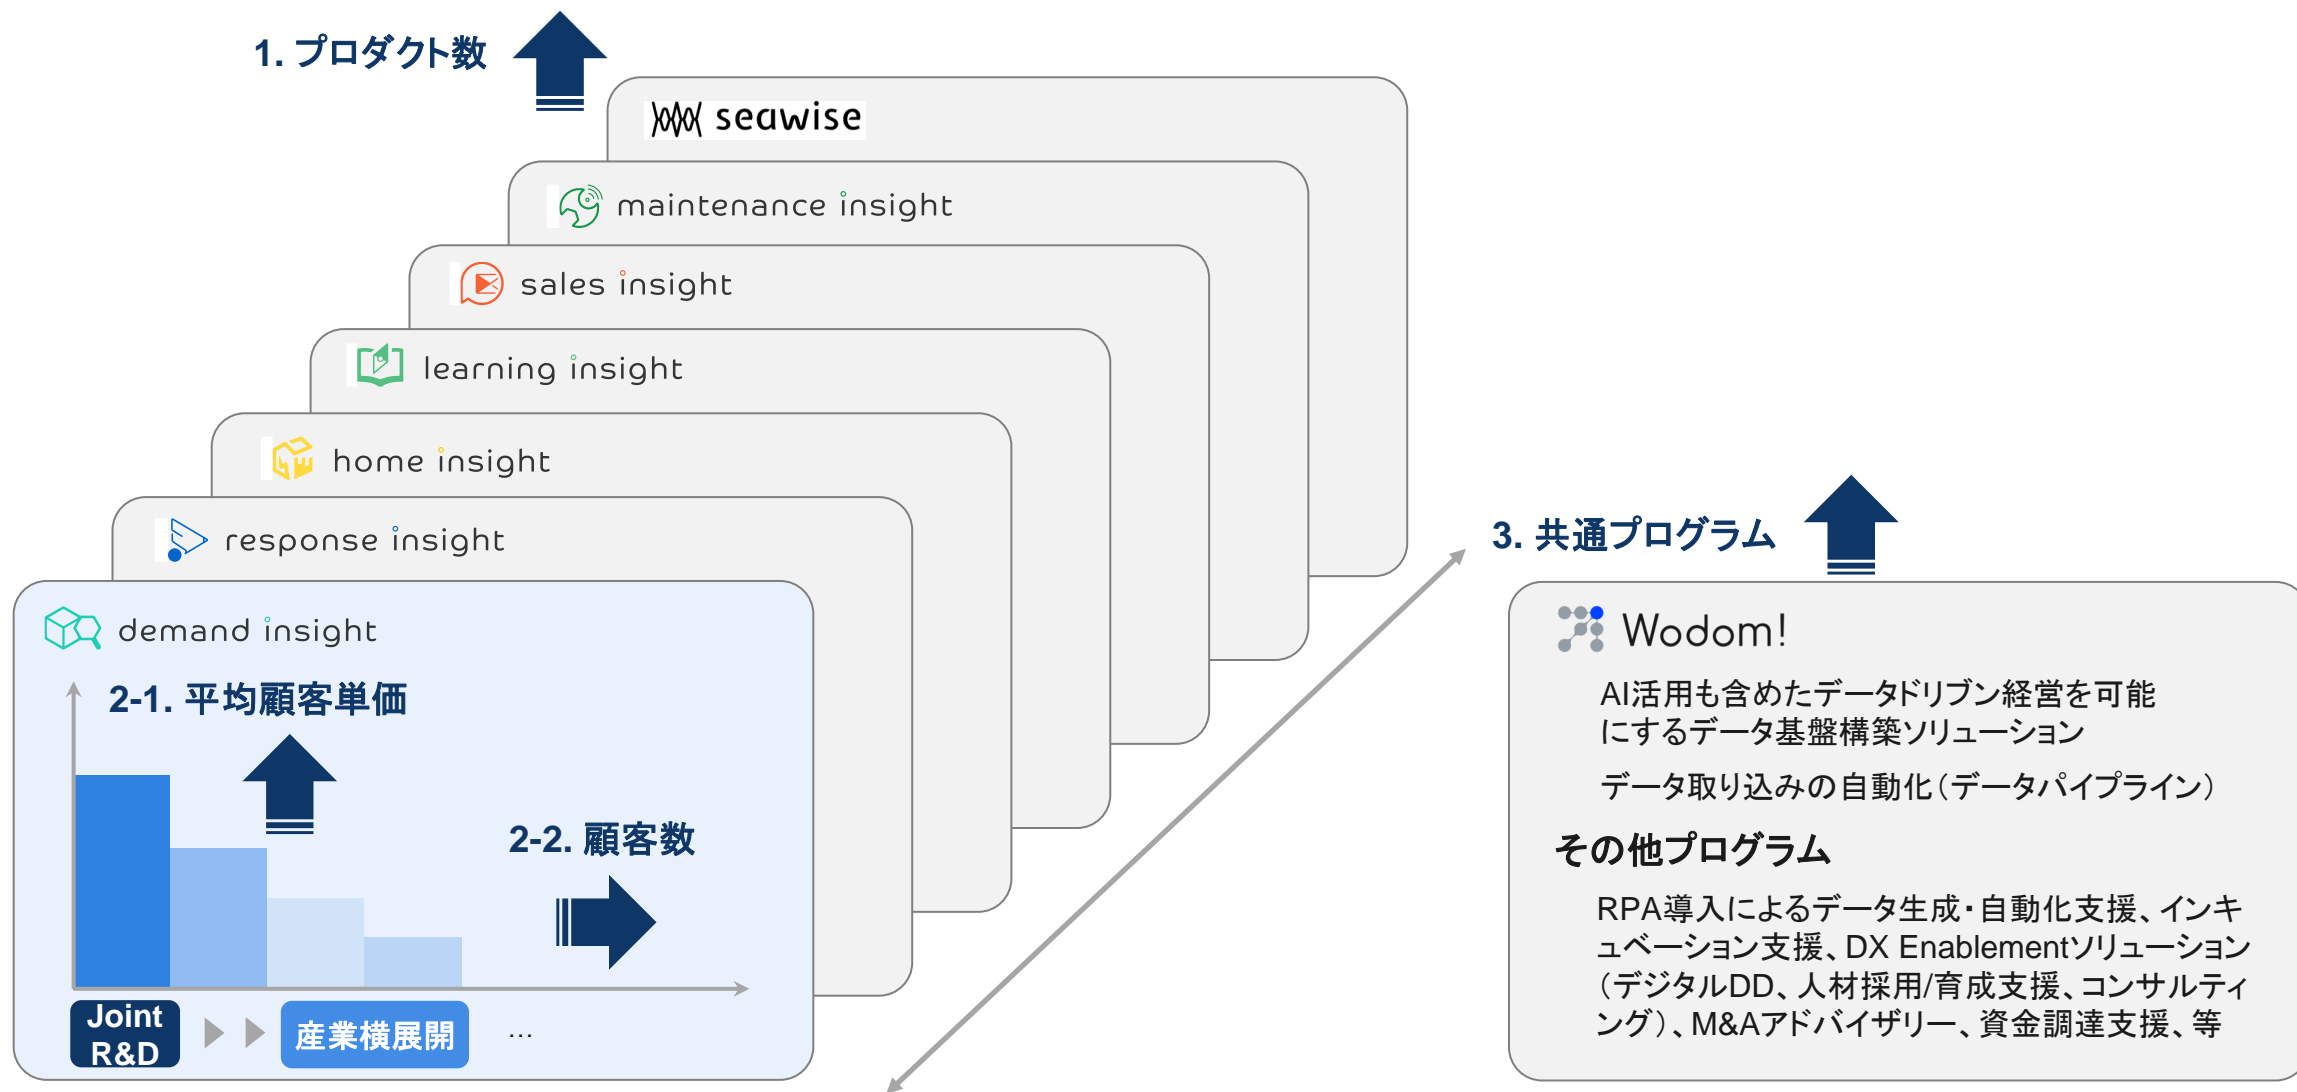 1. プロダクト数
seawise
maintenance insight
sales insight
learning insight
home insight
response insight
demand insight
2-1. 平均顧客単価
2-2. 顧客数
Joint
R&D
産業横展開
...
3. 共通プログラム
Wodom!
AI活用も含めたデータドリブン経営を可能
にするデータ基盤構築ソリューション
データ取り込みの自動化（データパイプライン）
その他プログラム
RPA導入によるデータ生成・自動化支援、インキ
ュベーション支援、DX Enablementソリューション
（デジタルDD、人材採用/育成支援、コンサルティ
ング）、M&Aアドバイザリー、資金調達支援、等